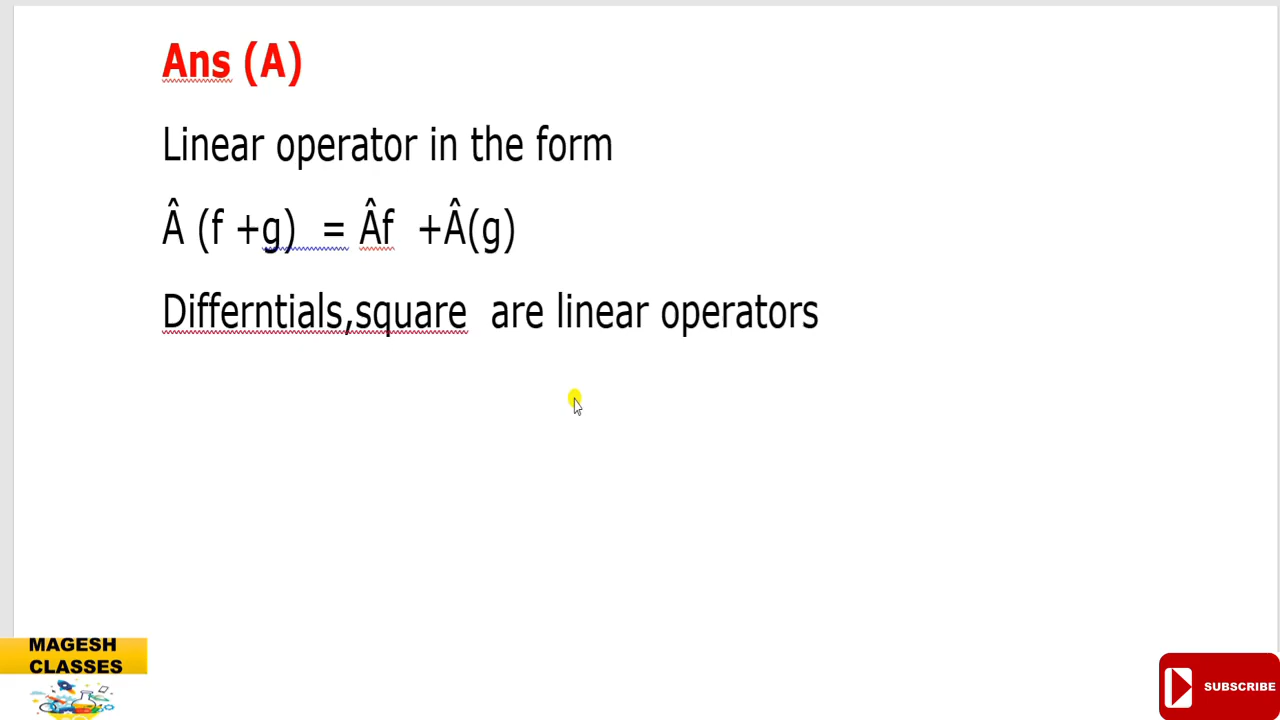 Ans (A)
Linear operator in the form
Â (f +g)  = Âf  +Â(g)
Differntials,square  are linear operators
MAGESH
CLASSES
SUBSCRIBE